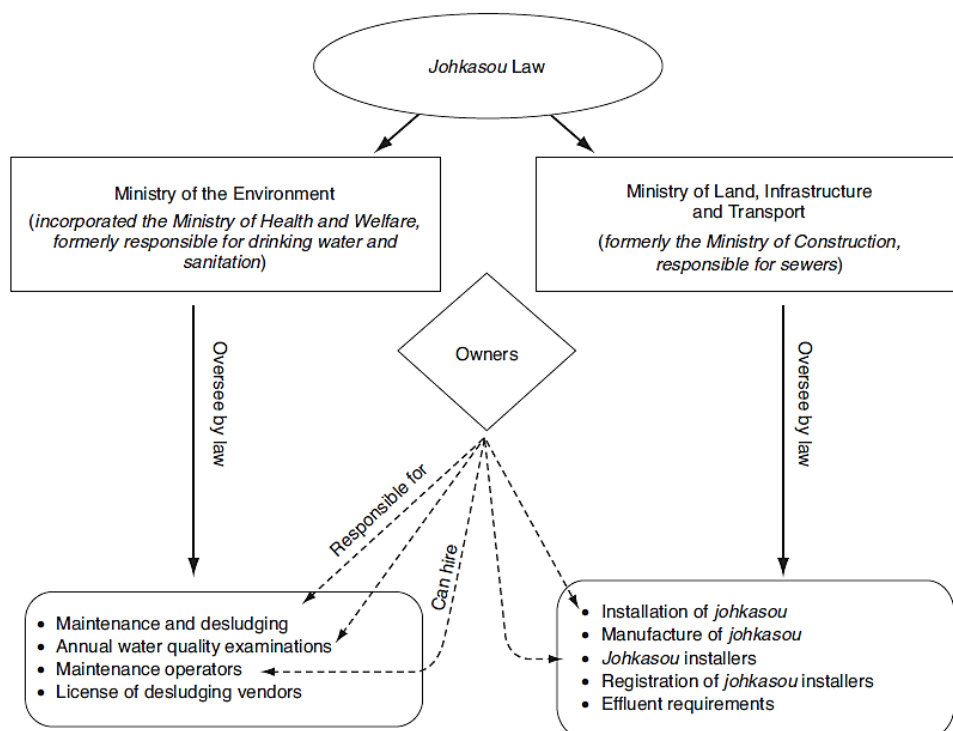 Johkasou Law
Ministry of the Environment
(incorporated the Ministry of Health and Welfare,
formerly responsible for drinking water and
sanitation)
Ministry of Land, Infrastructure
and Transport
(formerly the Ministry of Construction,
responsible for sewers)
Owners
Oversee by law
Oversee by law
Responsible for
Can hire
• Maintenance and desludging
• Annual water quality examinations
• Maintenance operators
• License of desludging vendors
• Installation of johkasou
• Manufacture of johkasou
• Johkasou installers
• Registration of johkasou installers
• Effluent requirements